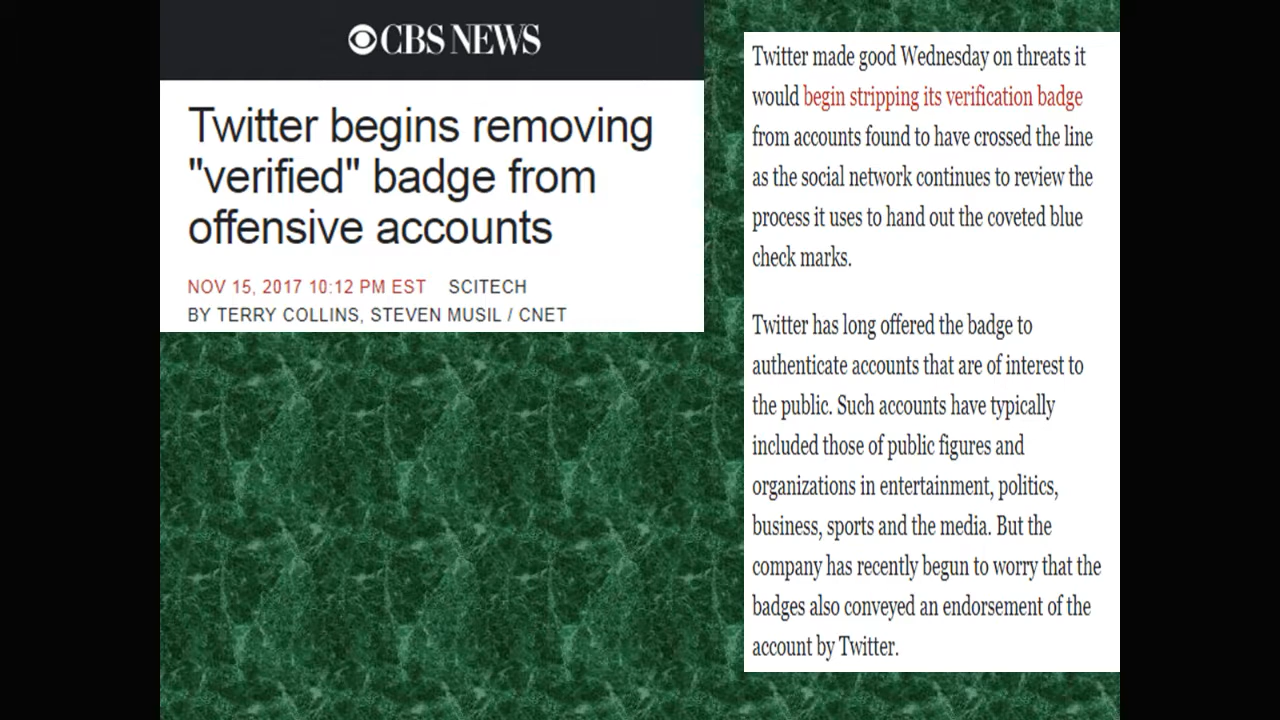 CBS NEWS
Twitter begins removing
"verified" badge from
offensive accounts
NOV 15, 2017 10:12 PM EST SCITECH
BY TERRY COLLINS, STEVEN MUSIL / CNET
Twitter made good Wednesday on threats it
would begin stripping its verification badge
from accounts found to have crossed the line
as the social network continues to review the
process it uses to hand out the coveted blue
check marks.
Twitter has long offered the badge to
authenticate accounts that are of interest to
the public. Such accounts have typically
included those of public figures and
organizations in entertainment, politics,
business, sports and the media. But the
company has recently begun to worry that the
badges also conveyed an endorsement of the
account by Twitter.